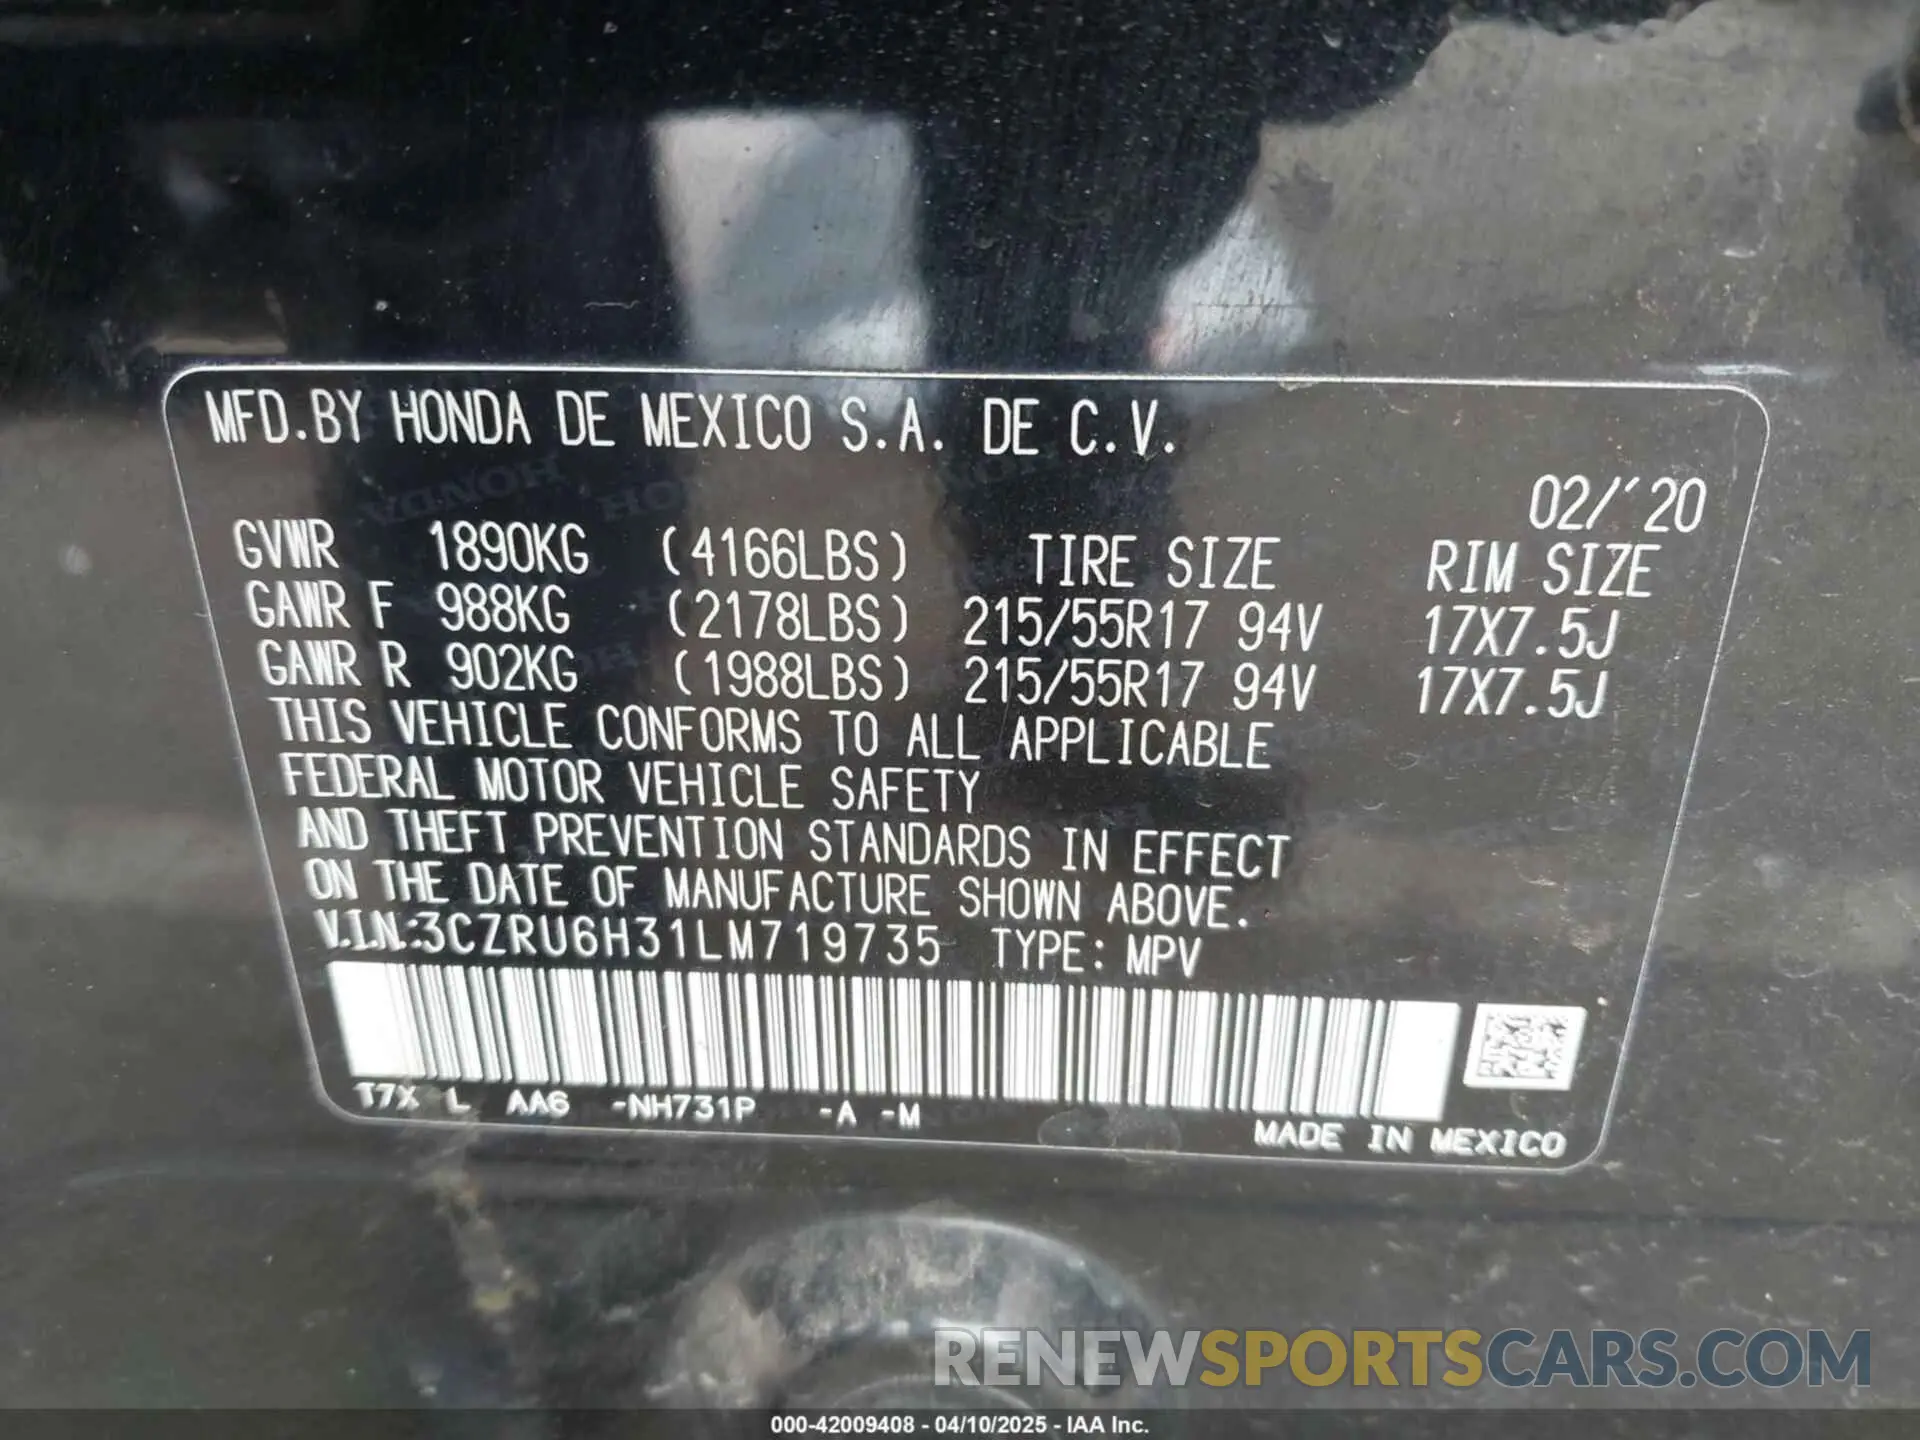 MFD.BY HONDA DE MEXICO S.A. DE C.V.
02/'20
GVWR 1890KG (4166LBS) TIRE SIZE RIM SIZE
GAWR F 988KG (2178LBS) 215/55R17 94V 17X7.5J
GAWR R 902KG (1988LBS) 215/55R17 94V 17X7.5J
THIS VEHICLE CONFORMS TO ALL APPLICABLE
FEDERAL MOTOR VEHICLE SAFETY
AND THEFT PREVENTION STANDARDS IN EFFECT
ON THE DATE OF MANUFACTURE SHOWN ABOVE.
V.I.N.:3CZRU6H31LM719735 TYPE: MPV
T7X L AA6 -NH731P -A -M
MADE IN MEXICO
RENEWSPORTSCARS.COM
000-42009408 - 04/10/2025 - IAA Inc.